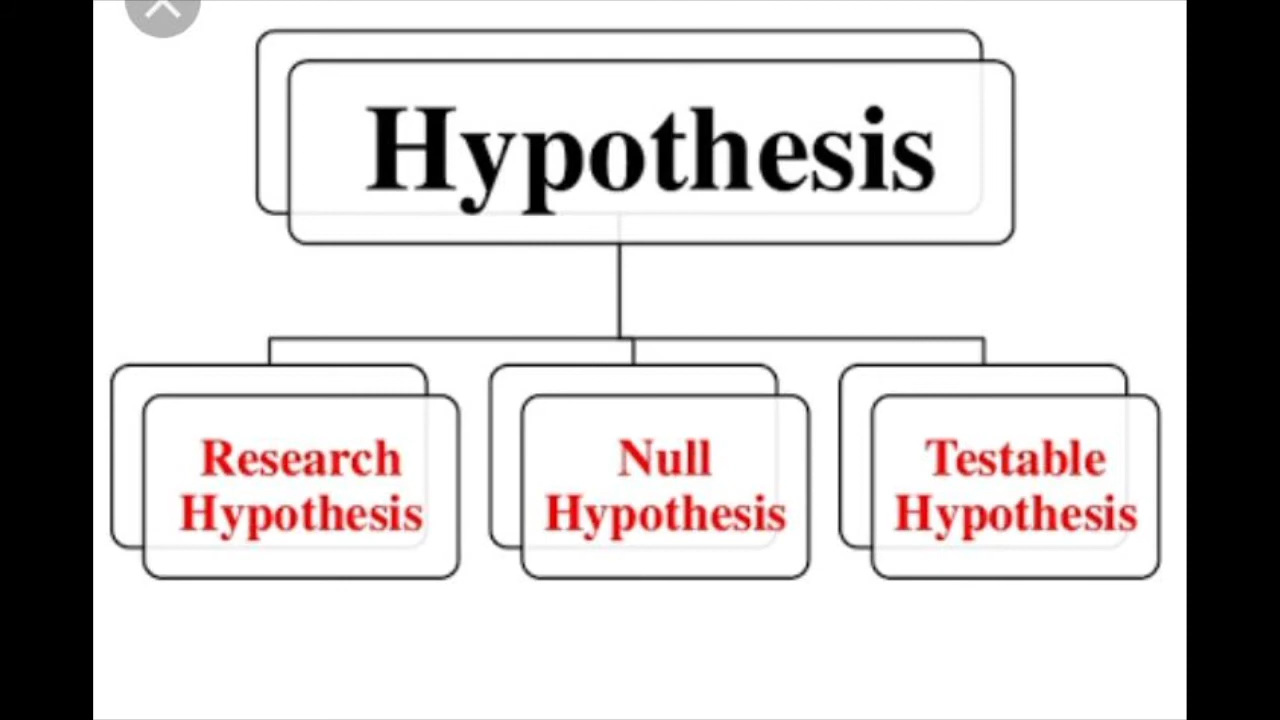 Hypothesis
Research
Hypothesis
Null
Hypothesis
Testable
Hypothesis